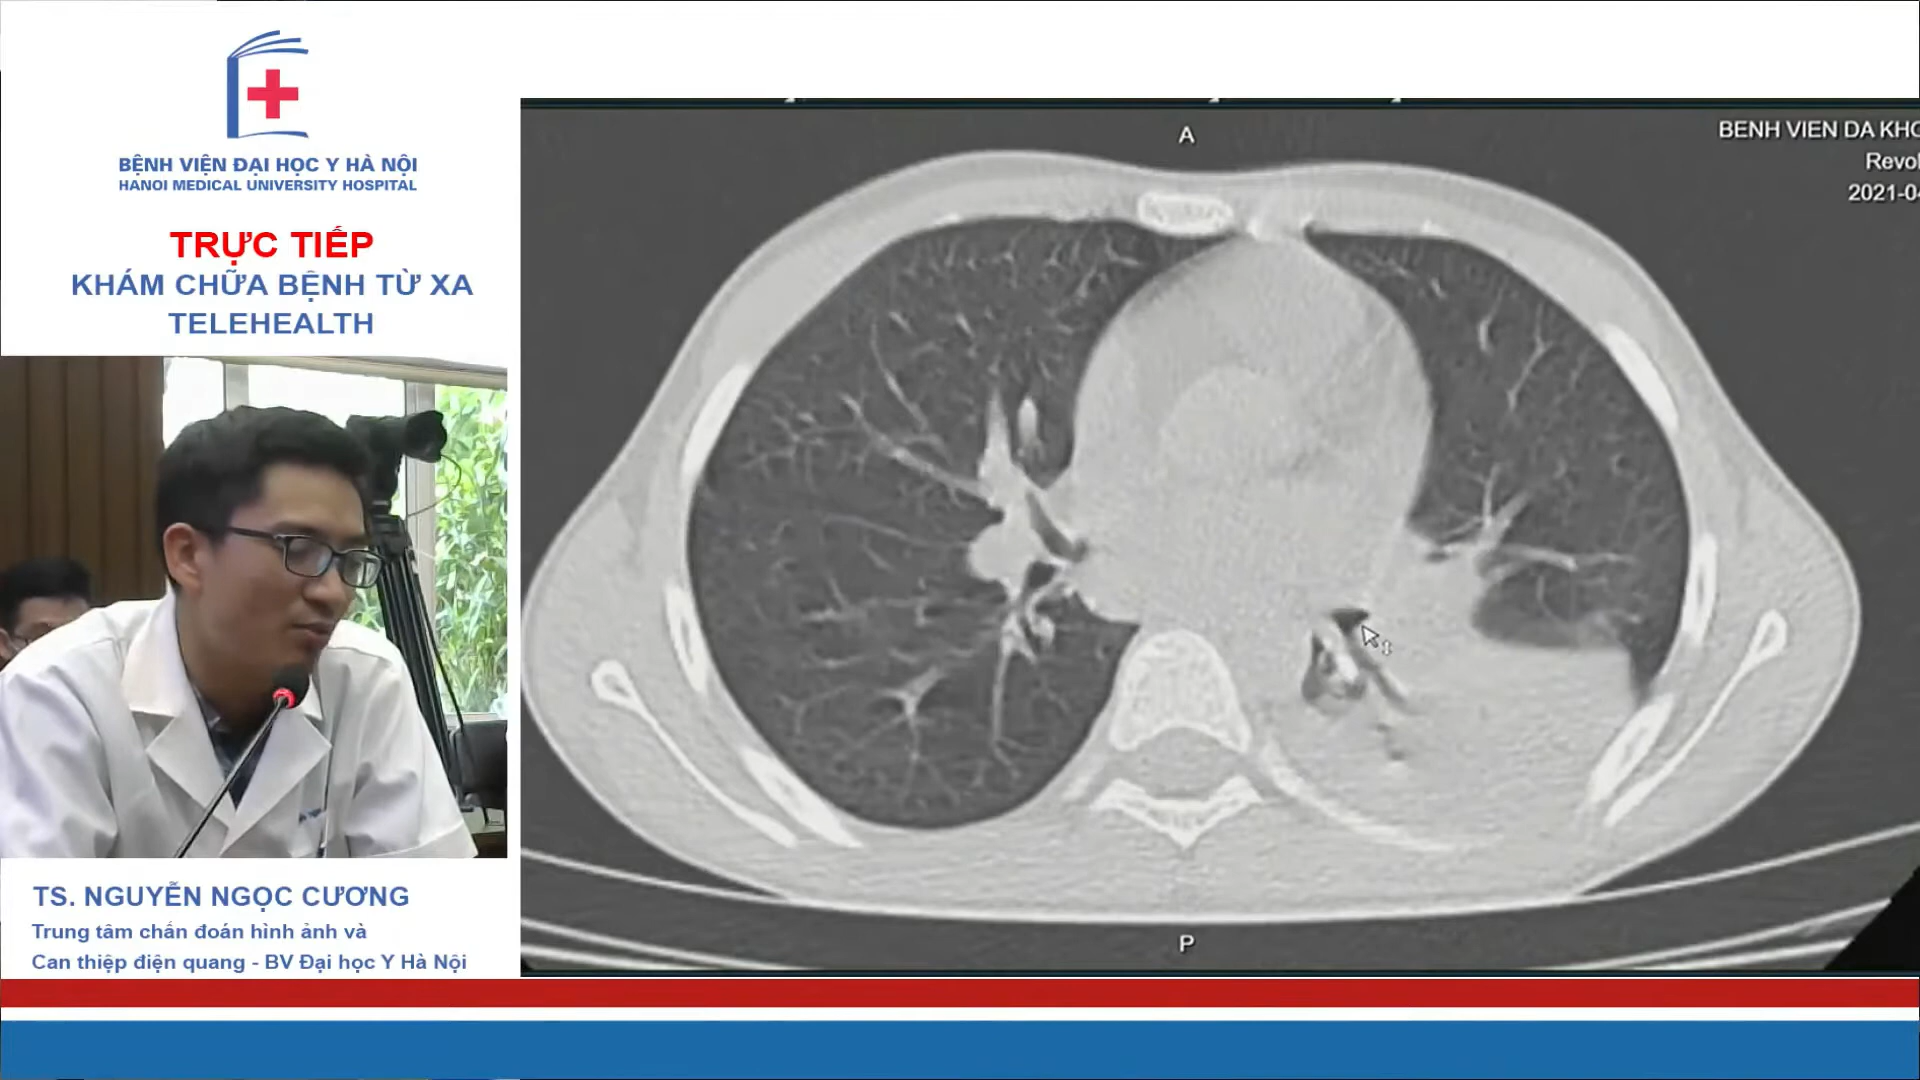 BỆNH VIỆN ĐẠI HỌC Y HÀ NỘI
HANOI MEDICAL UNIVERSITY HOSPITAL
TRỰC TIẾP
KHÁM CHỮA BỆNH TỪ XA
TELEHEALTH
TS. NGUYỄN NGỌC CƯƠNG
Trung tâm chẩn đoán hình ảnh và
Can thiệp điện quang - BV Đại học Y Hà Nội
A
BENH VIEN DA KHO
Revol
2021-04
P